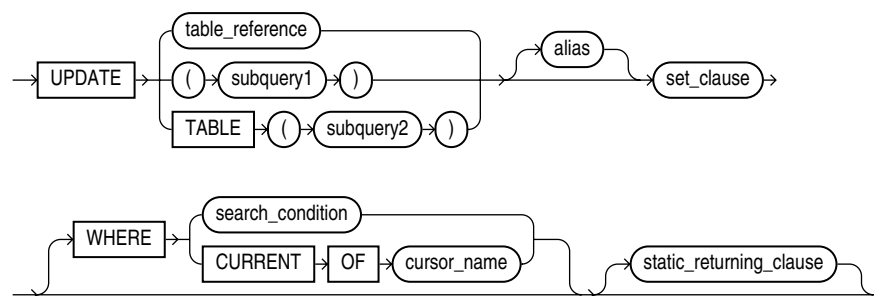 table_reference
alias
UPDATE ( subquery1 ) set_clause
TABLE ( subquery2 )
search_condition
WHERE
CURRENT OF cursor_name static_returning_clause